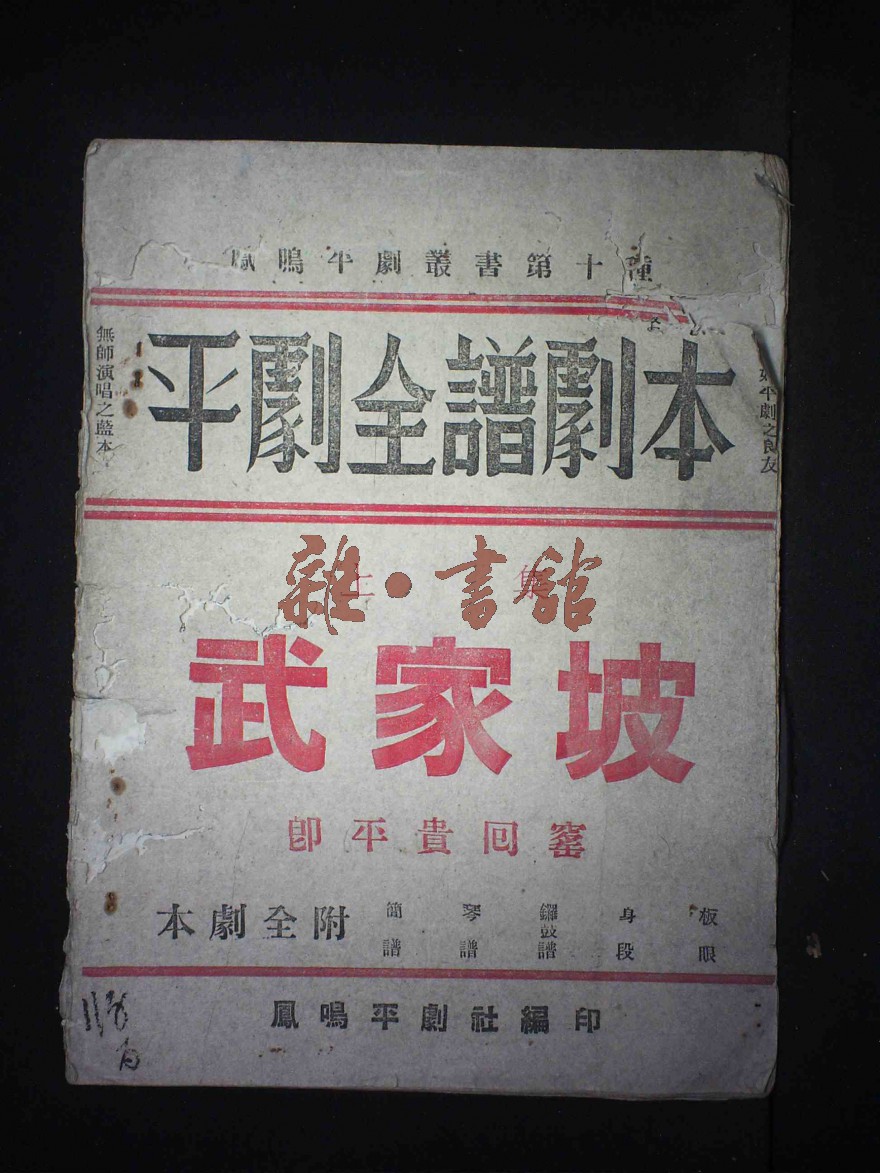 鳳鳴平劇叢書第十種
平劇全譜劇本
無師演唱之藍本
平劇之良友
上集
雜·書舘
武家坡
即平貴回窰
本劇全附
簡譜
琴譜
鑼鼓譜
身段
板眼
鳳鳴平劇社編印